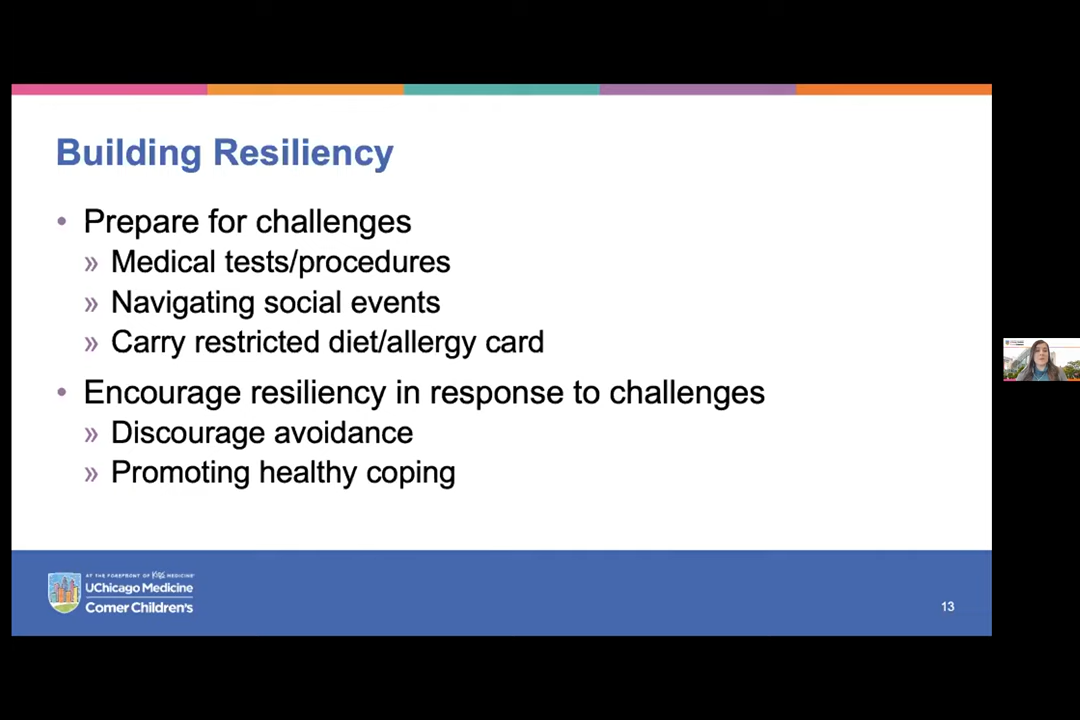 Building Resiliency
• Prepare for challenges
» Medical tests/procedures
» Navigating social events
» Carry restricted diet/allergy card
• Encourage resiliency in response to challenges
» Discourage avoidance
» Promoting healthy coping
AT THE FOREFRONT OF Kids MEDICINE
UChicago Medicine
Comer Children's
13